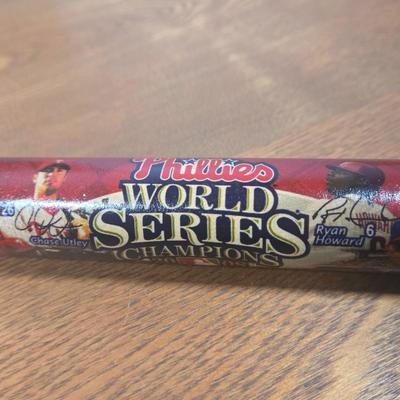 Phillies
WORLD
SERIES
CHAMPIONS
26
Chase Utley
Ryan
Howard
6